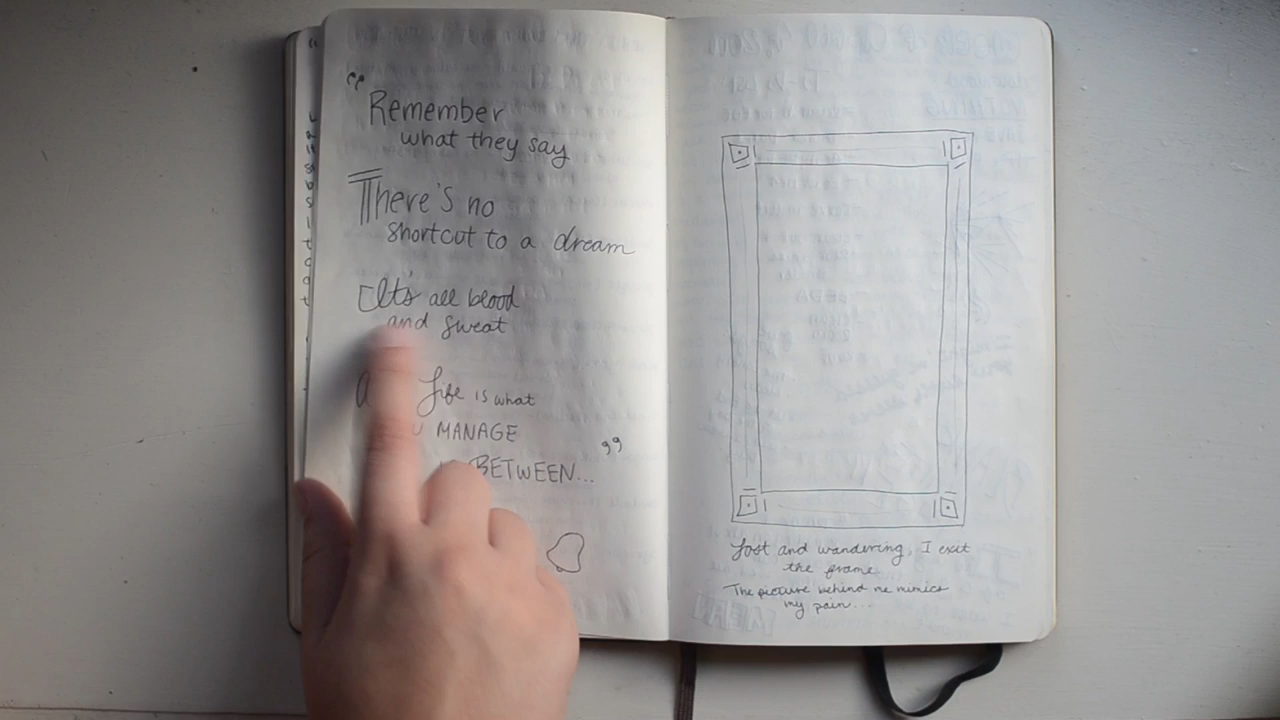 “Remember
what they say
There's no
shortcut to a dream
It's all blood
and sweat
Life is what
MANAGE
BETWEEN... ”
Lost and wandering, I exit
the frame.
The picture behind me mimics
my pain...